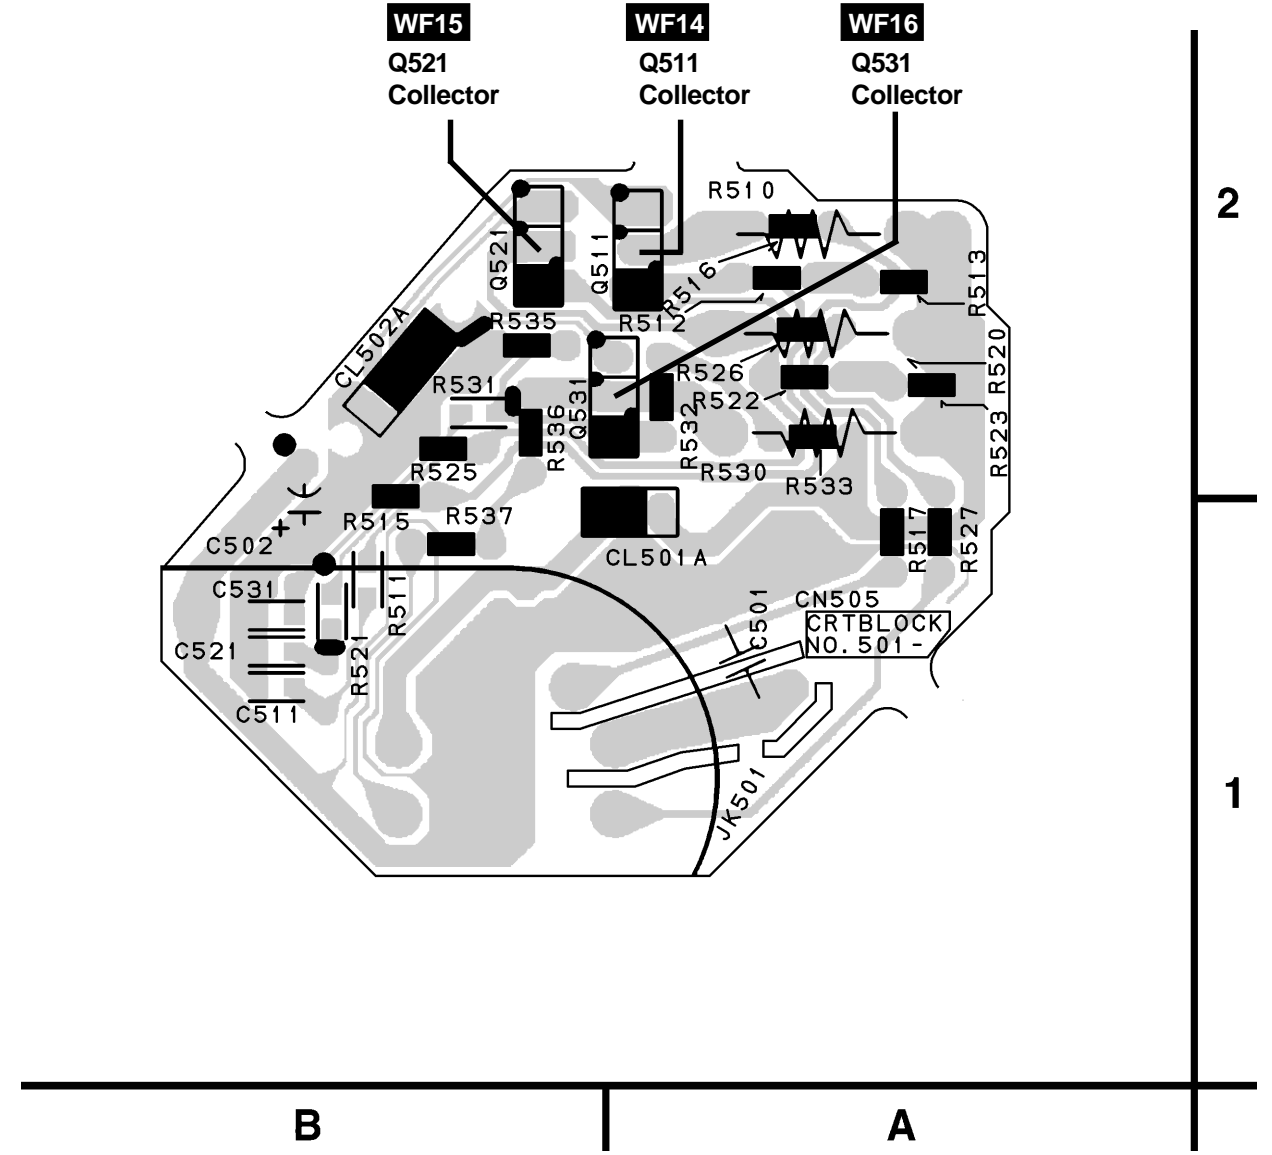 WF15
WF14
WF16
Q521
Collector
Q511
Collector
Q531
Collector
2
R510
Q521
Q511
R516
R513
CL502A
R535
R512
R520
R531
R526
R522
Q531
R536
R532
R523
R525
R530
R533
R515
R537
R517
R527
C502
+
CL501A
C531
R511
C501
CN505
CRTBLOCK
NO.501-
C521
R521
C511
JK501
1
B
A